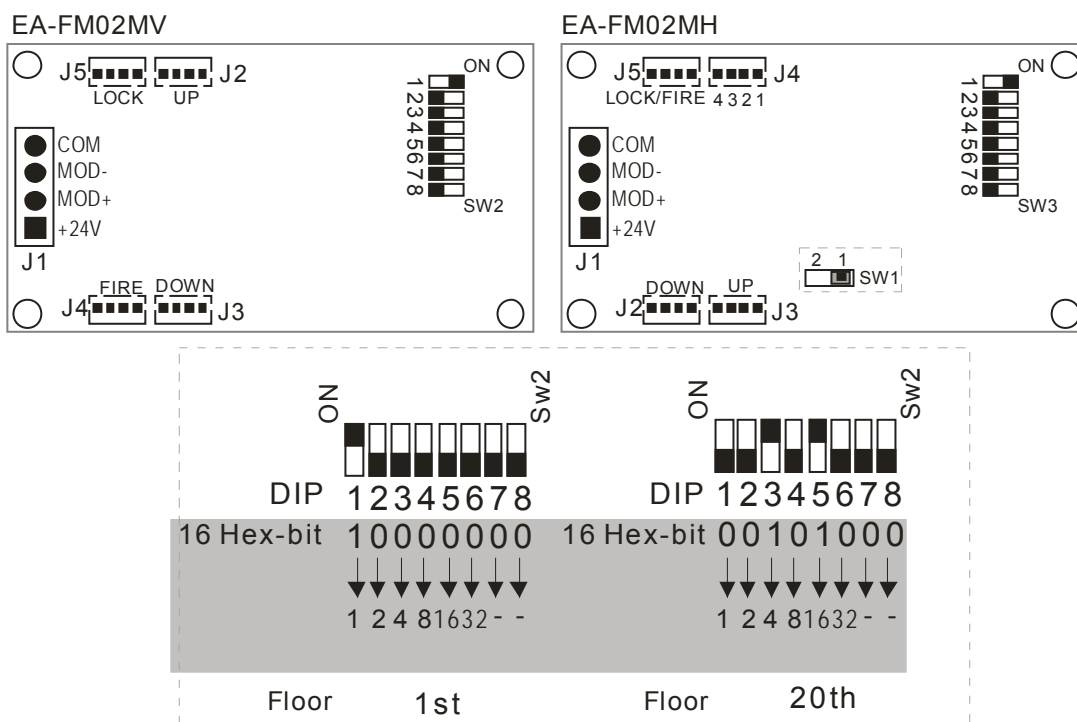 EA-FM02MV
J5 J2
LOCK UP
ON
1 2 3 4 5 6 7 8
SW2
COM
MOD-
MOD+
+24V
J1
FIRE DOWN
J4 J3
EA-FM02MH
J5 J4
LOCK/FIRE 4 3 2 1
ON
1 2 3 4 5 6 7 8
SW3
COM
MOD-
MOD+
+24V
J1
2 1
SW1
DOWN UP
J2 J3
ON Sw2
DIP 1 2 3 4 5 6 7 8
16 Hex-bit 1 0 0 0 0 0 0 0
1 2 4 8 16 32 - -
Floor 1st
ON Sw2
DIP 1 2 3 4 5 6 7 8
16 Hex-bit 0 0 1 0 1 0 0 0
1 2 4 8 16 32 - -
Floor 20th